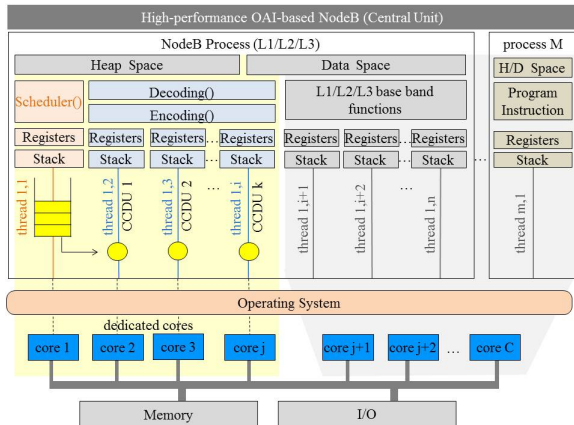 High-performance OAI-based NodeB (Central Unit)
NodeB Process (L1/L2/L3)
process M
Heap Space
Data Space
H/D Space
Scheduler()
Decoding()
Encoding()
L1/L2/L3 base band
functions
Program
Instruction
Registers
Registers
Registers
...
Registers
Registers
Registers
...
Registers
Registers
Stack
Stack
Stack
...
Stack
Stack
Stack
...
Stack
...
Stack
thread 1,1
thread 1,2
CCDU 1
thread 1,3
CCDU 2
...
thread 1,i
CCDU k
thread 1,i+1
thread 1,i+2
...
thread 1,n
thread m,1
Operating System
dedicated cores
core 1
core 2
core 3
core j
core j+1
core j+2
...
core C
Memory
I/O